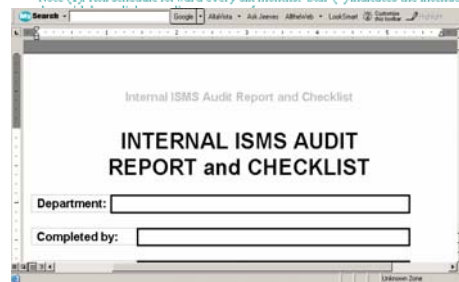 Search
Google AltaVista Ask Jeeves AlltheWeb LookSmart Customize this toolbar Highlight
Internal ISMS Audit Report and Checklist
INTERNAL ISMS AUDIT
REPORT and CHECKLIST
Department:
Completed by:
Unknown Zone